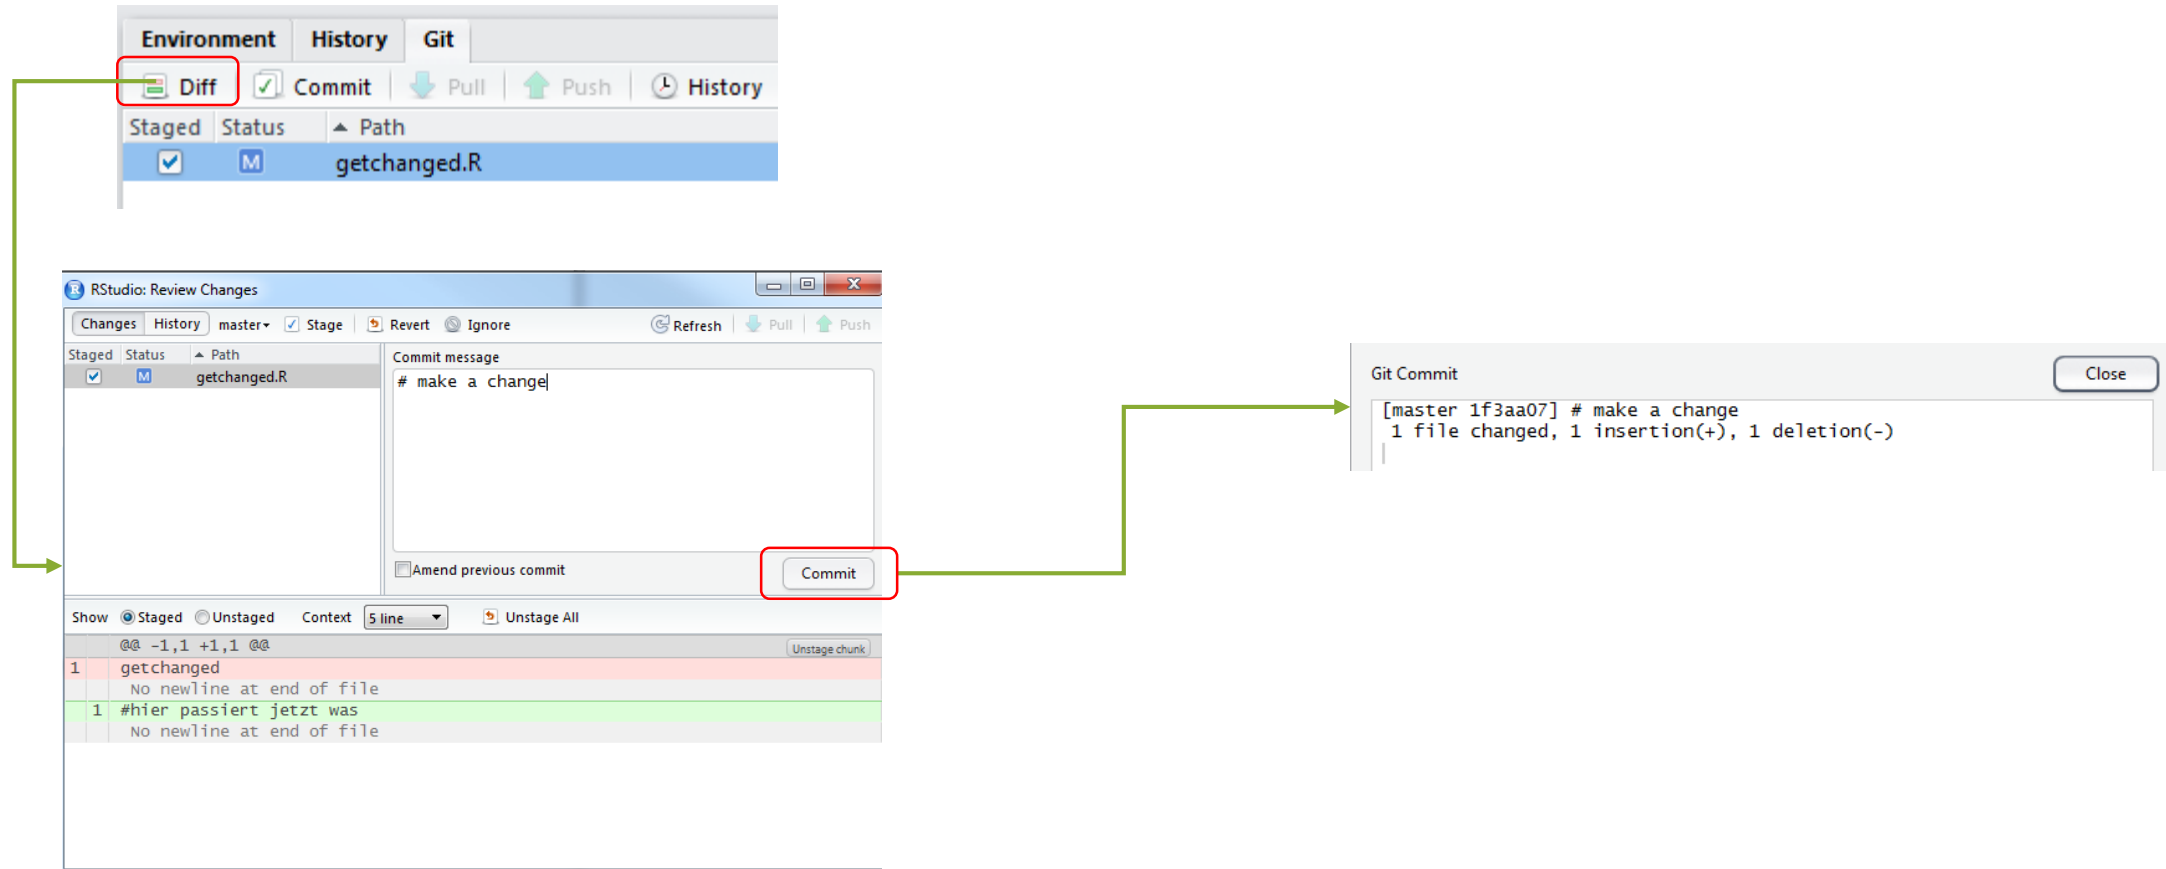 Environment History Git
Diff Commit Pull Push History
Staged Status Path
M getchanged.R
R RStudio: Review Changes
Changes History master Stage Revert Ignore Refresh Pull Push
Staged Status Path
M getchanged.R
Commit message
# make a change
Amend previous commit Commit
Show Staged Unstaged Context 5 line Unstage All
@@ -1,1 +1,1 @@ Unstage chunk
1 getchanged
No newline at end of file
1 #hier passiert jetzt was
No newline at end of file
Git Commit Close
[master 1f3aa07] # make a change
1 file changed, 1 insertion(+), 1 deletion(-)